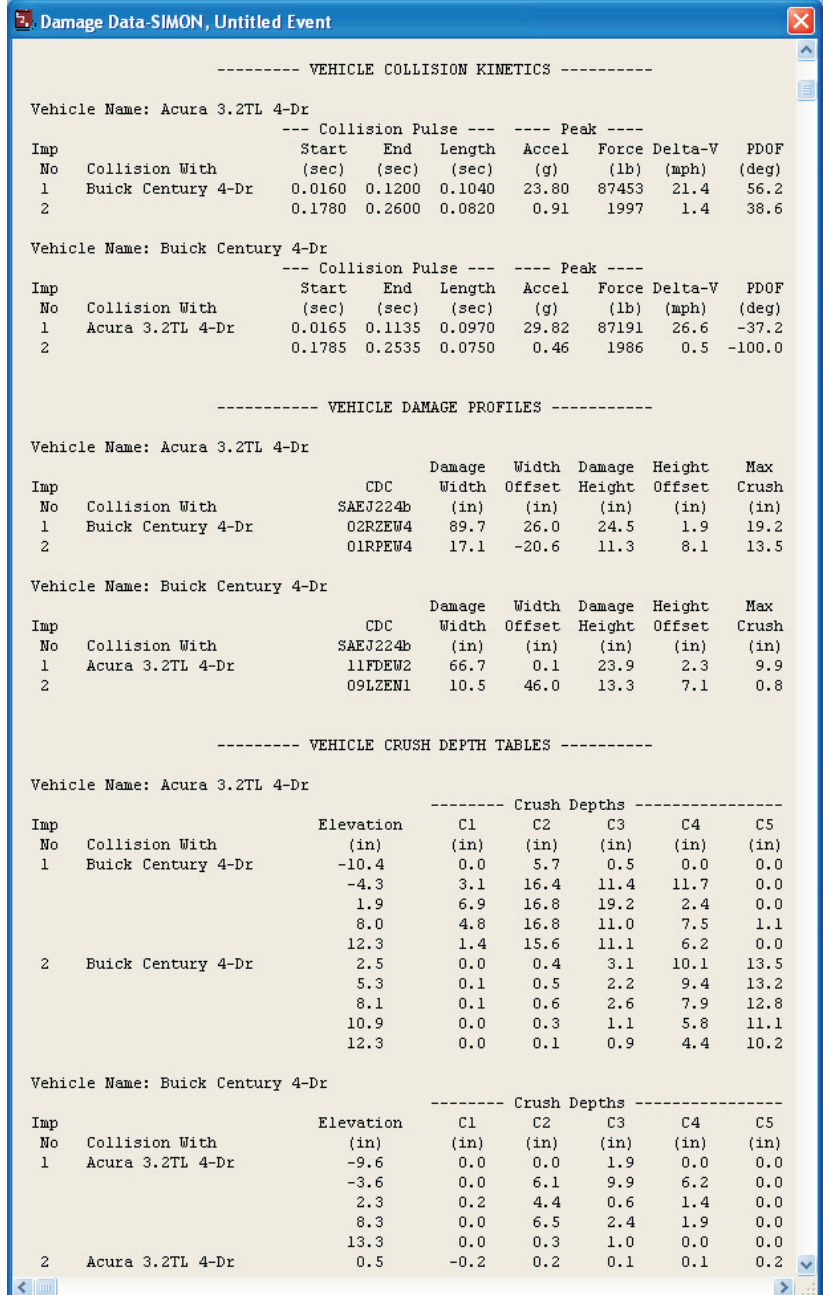 Damage Data-SIMON, Untitled Event
--------- VEHICLE COLLISION KINETICS ----------
Vehicle Name: Acura 3.2TL 4-Dr
--- Collision Pulse --- ---- Peak ----
Imp Start End Length Accel Force Delta-V PDOF
No Collision With (sec) (sec) (sec) (g) (lb) (mph) (deg)
1 Buick Century 4-Dr 0.0160 0.1200 0.1040 23.80 87453 21.4 56.2
2 0.1780 0.2600 0.0820 0.91 1997 1.4 38.6
Vehicle Name: Buick Century 4-Dr
--- Collision Pulse --- ---- Peak ----
Imp Start End Length Accel Force Delta-V PDOF
No Collision With (sec) (sec) (sec) (g) (lb) (mph) (deg)
1 Acura 3.2TL 4-Dr 0.0165 0.1135 0.0970 29.82 87191 26.6 -37.2
2 0.1785 0.2535 0.0750 0.46 1986 0.5 -100.0
----------- VEHICLE DAMAGE PROFILES -----------
Vehicle Name: Acura 3.2TL 4-Dr
Damage Width Damage Height Max
Imp CDC Width Offset Height Offset Crush
No Collision With SAEJ224b (in) (in) (in) (in) (in)
1 Buick Century 4-Dr 02RZEW4 89.7 26.0 24.5 1.9 19.2
2 01RPEW4 17.1 -20.6 11.3 8.1 13.5
Vehicle Name: Buick Century 4-Dr
Damage Width Damage Height Max
Imp CDC Width Offset Height Offset Crush
No Collision With SAEJ224b (in) (in) (in) (in) (in)
1 Acura 3.2TL 4-Dr 11FDEW2 66.7 0.1 23.9 2.3 9.9
2 09LZEN1 10.5 46.0 13.3 7.1 0.8
--------- VEHICLE CRUSH DEPTH TABLES ----------
Vehicle Name: Acura 3.2TL 4-Dr
-------- Crush Depths ----------------
Imp Elevation C1 C2 C3 C4 C5
No Collision With (in) (in) (in) (in) (in) (in)
1 Buick Century 4-Dr -10.4 0.0 5.7 0.5 0.0 0.0
-4.3 3.1 16.4 11.4 11.7 0.0
1.9 6.9 16.8 19.2 2.4 0.0
8.0 4.8 16.8 11.0 7.5 1.1
12.3 1.4 15.6 11.1 6.2 0.0
2 Buick Century 4-Dr 2.5 0.0 0.4 3.1 10.1 13.5
5.3 0.1 0.5 2.2 9.4 13.2
8.1 0.1 0.6 2.6 7.9 12.8
10.9 0.0 0.3 1.1 5.8 11.1
12.3 0.0 0.1 0.9 4.4 10.2
Vehicle Name: Buick Century 4-Dr
-------- Crush Depths ----------------
Imp Elevation C1 C2 C3 C4 C5
No Collision With (in) (in) (in) (in) (in) (in)
1 Acura 3.2TL 4-Dr -9.6 0.0 0.0 1.9 0.0 0.0
-3.6 0.0 6.1 9.9 6.2 0.0
2.3 0.2 4.4 0.6 1.4 0.0
8.3 0.0 6.5 2.4 1.9 0.0
13.3 0.0 0.3 1.0 0.0 0.0
2 Acura 3.2TL 4-Dr 0.5 -0.2 0.2 0.1 0.1 0.2